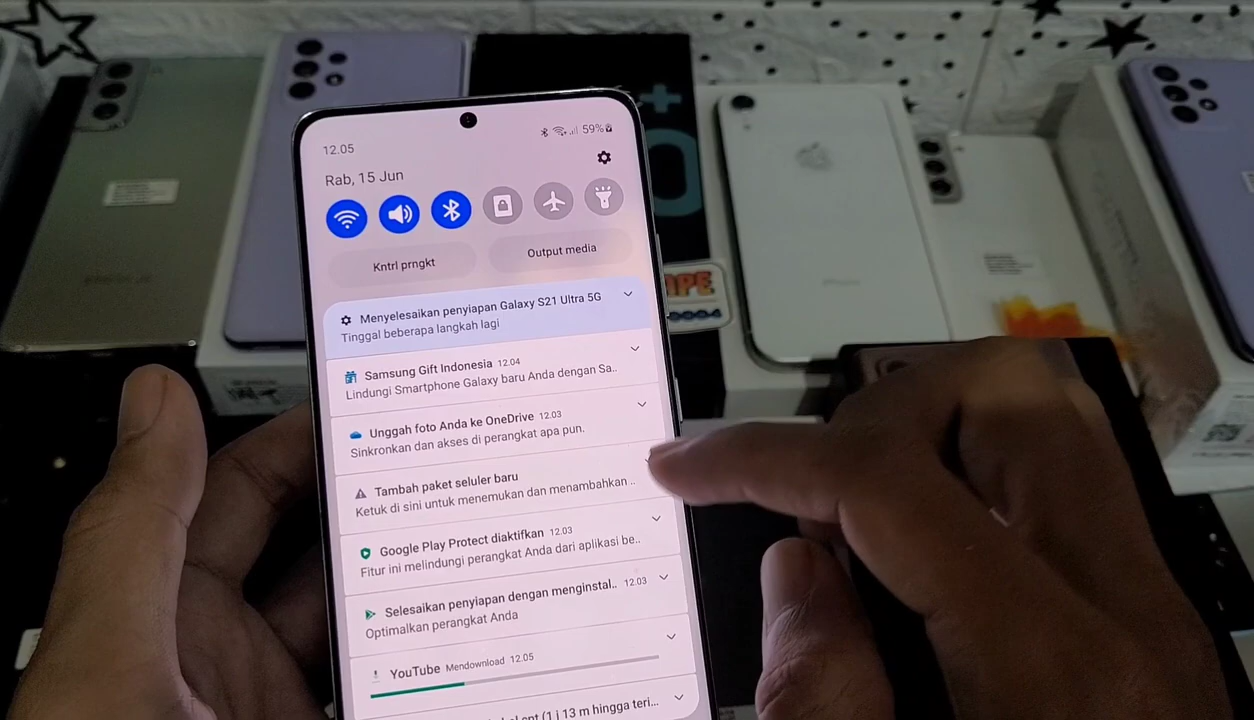 12.05
59%
Rab, 15 Jun
Kntrl prngkt
Output media
Menyelesaikan penyiapan Galaxy S21 Ultra 5G
Tinggal beberapa langkah lagi
Samsung Gift Indonesia 12.04
Lindungi Smartphone Galaxy baru Anda dengan Sa..
Unggah foto Anda ke OneDrive 12.03
Sinkronkan dan akses di perangkat apa pun.
Tambah paket seluler baru
Ketuk di sini untuk menemukan dan menambahkan ..
Google Play Protect diaktifkan 12.03
Fitur ini melindungi perangkat Anda dari aplikasi be..
Selesaikan penyiapan dengan menginstal.. 12.03
Optimalkan perangkat Anda
YouTube Mendownload 12.05
(1 j 13 m hingga teri...